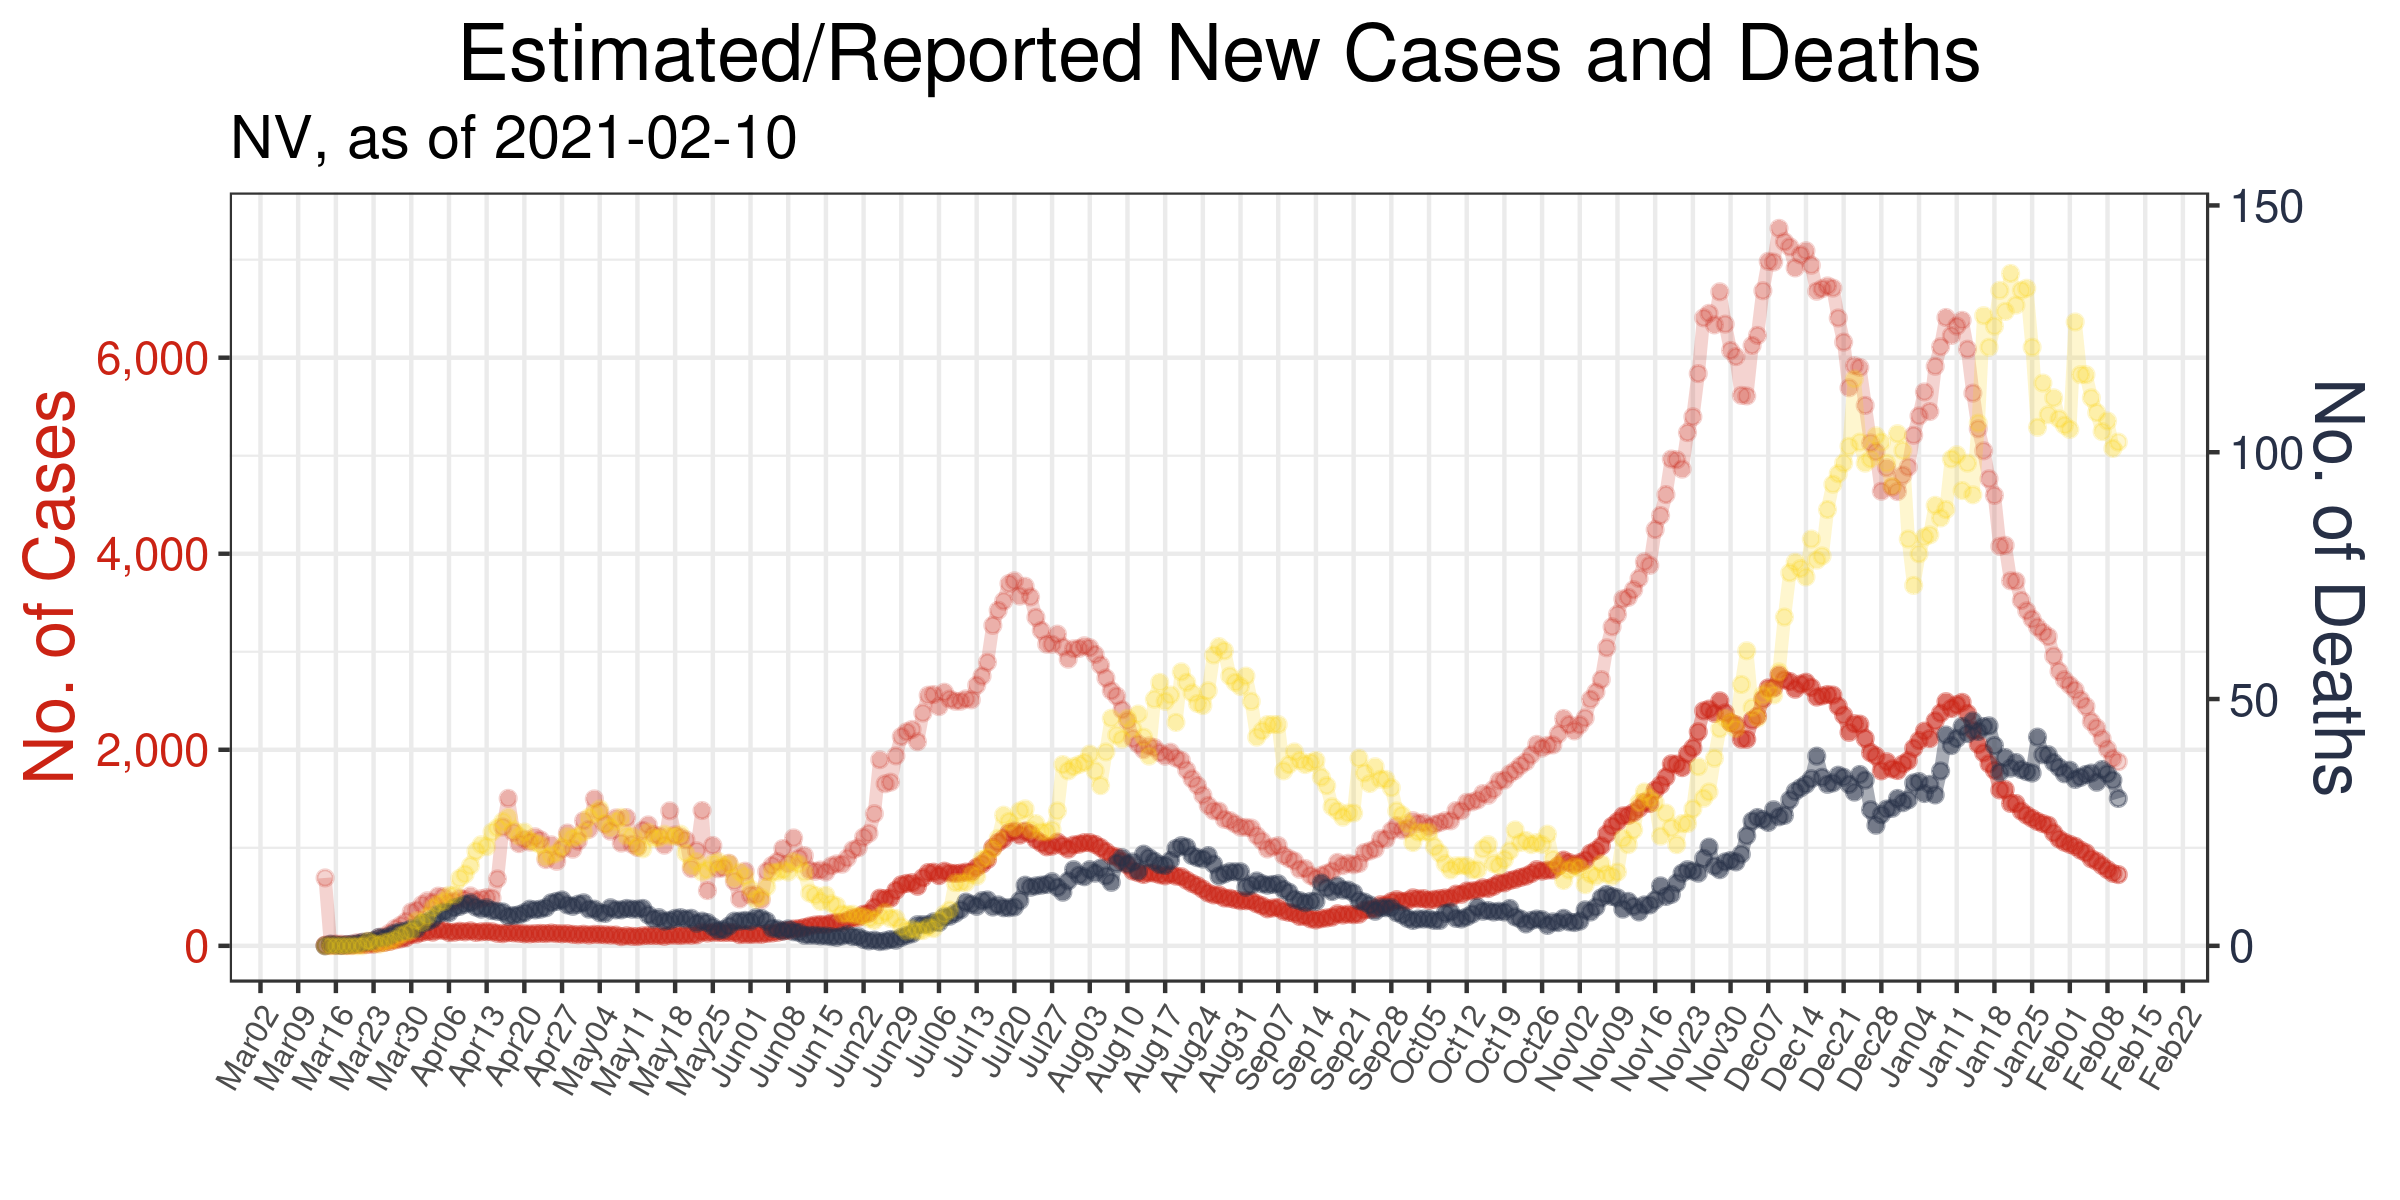 Estimated/Reported New Cases and Deaths
NV, as of 2021-02-10
No. of Cases
6,000
4,000
2,000
0
150
100
50
0
No. of Deaths
Mar02
Mar09
Mar16
Mar23
Mar30
Apr06
Apr13
Apr20
Apr27
May04
May11
May18
May25
Jun01
Jun08
Jun15
Jun22
Jun29
Jul06
Jul13
Jul20
Jul27
Aug03
Aug10
Aug17
Aug24
Aug31
Sep07
Sep14
Sep21
Sep28
Oct05
Oct12
Oct19
Oct26
Nov02
Nov09
Nov16
Nov23
Nov30
Dec07
Dec14
Dec21
Dec28
Jan04
Jan11
Jan18
Jan25
Feb01
Feb08
Feb15
Feb22